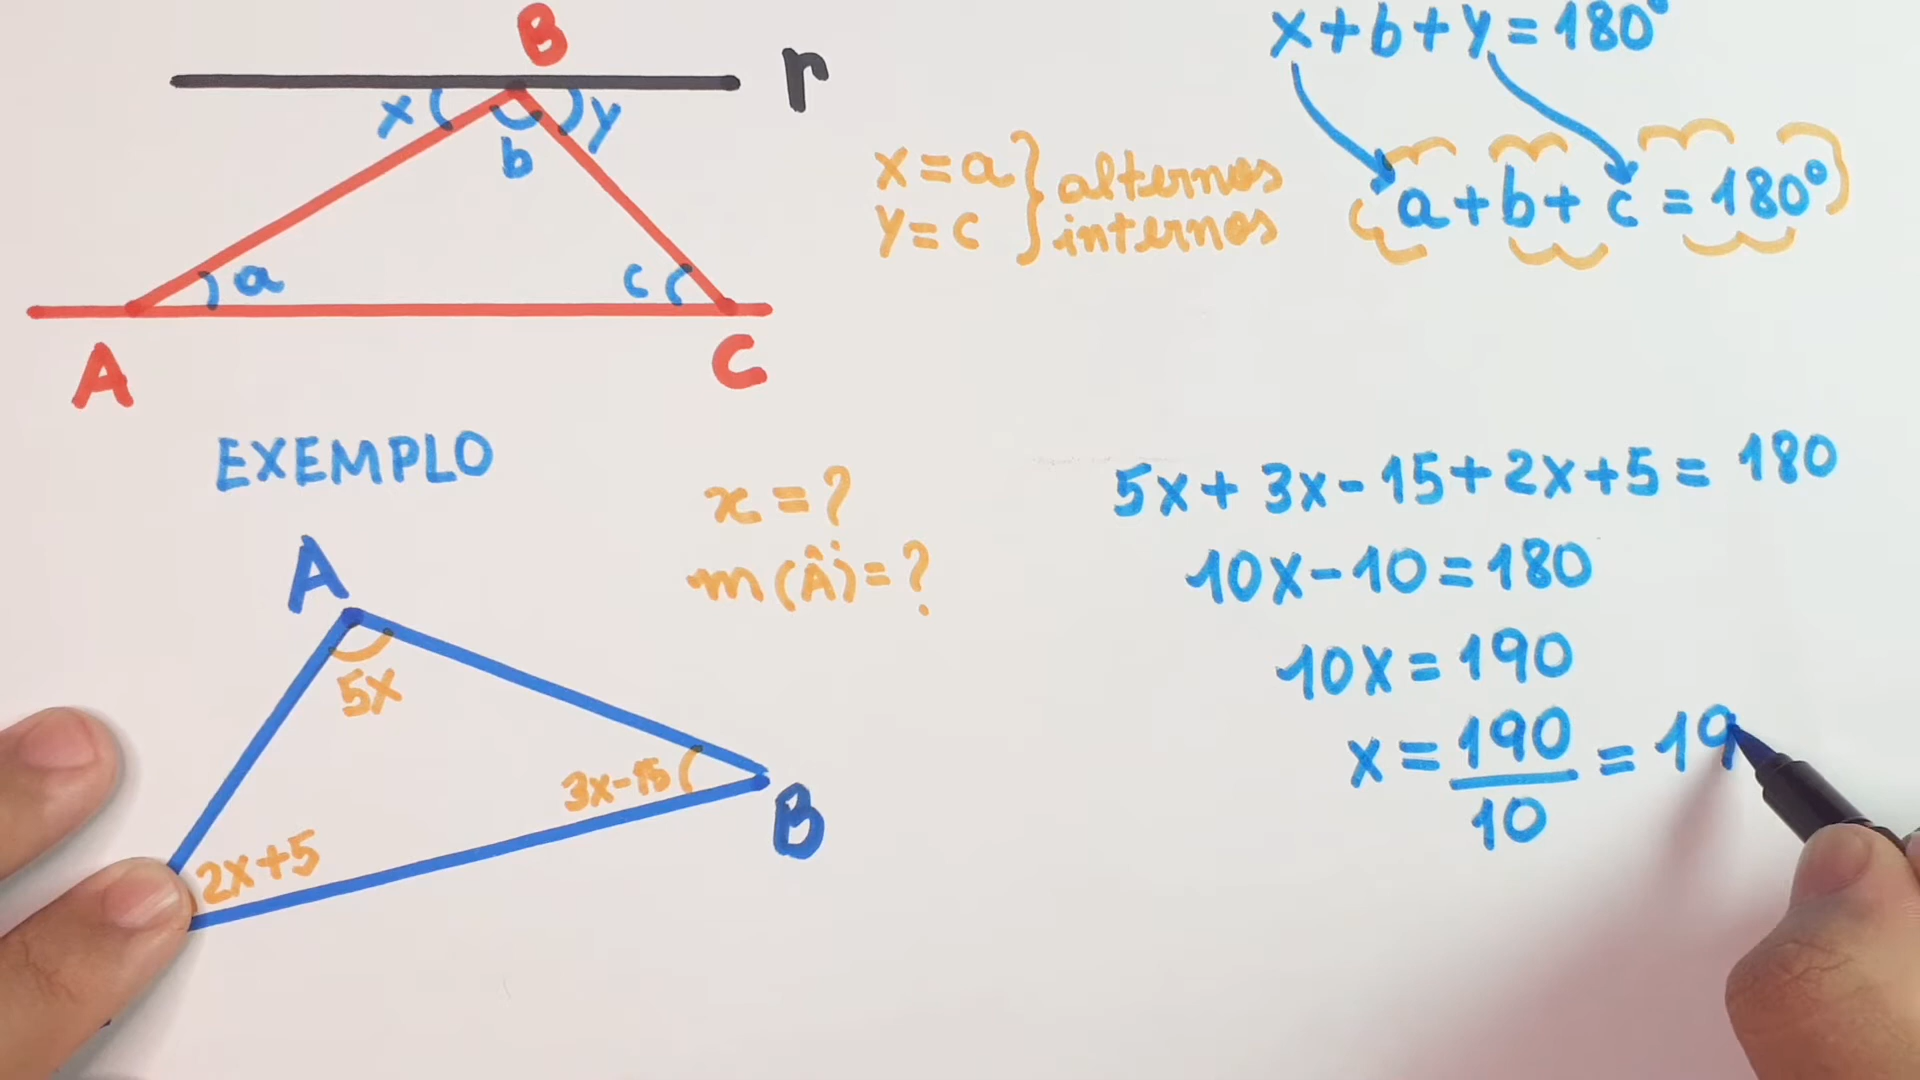 B
r
x
b
y
a
c
A
C
x+b+y=180°
x=a
y=c
alternos
internos
a+b+c=180°
EXEMPLO
x=?
m(Â)=?
A
5x
3x-15
B
2x+5
5x+3x-15+2x+5=180
10x-10=180
10x=190
x=190/10=19